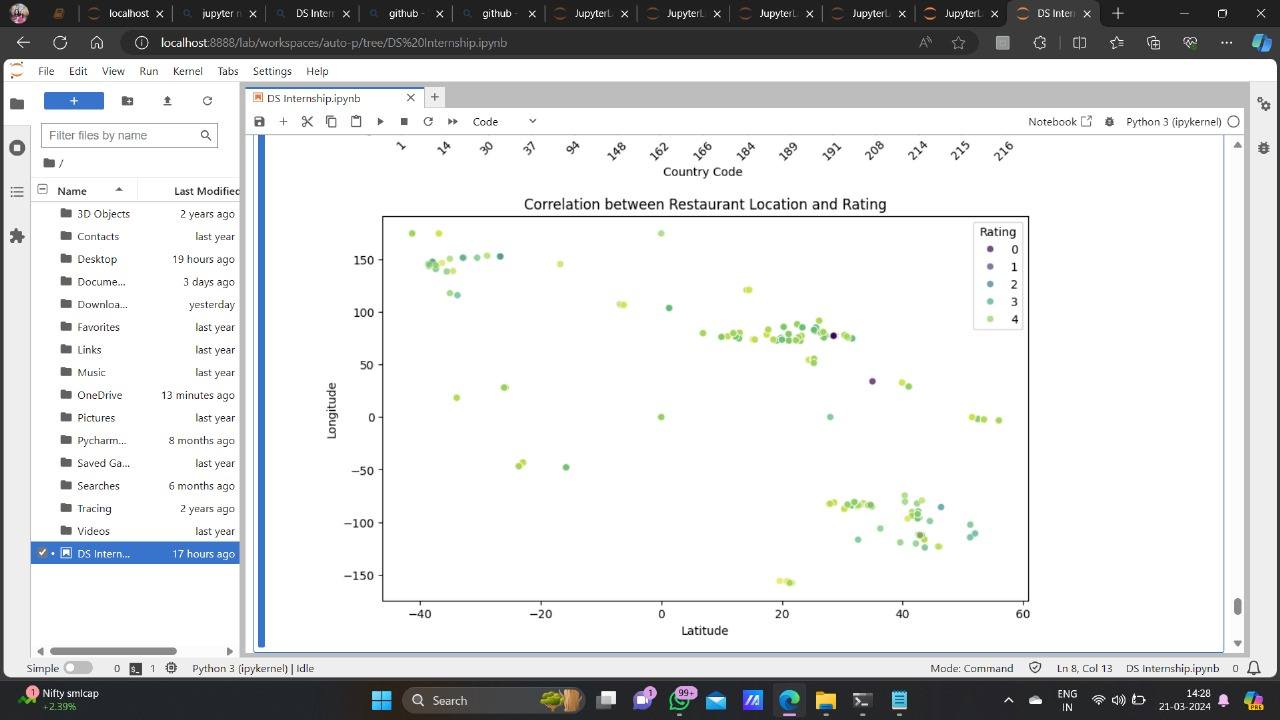 localhost
jupyter n
DS Intern
github -
github -
JupyterL
JupyterL
JupyterL
JupyterL
JupyterL
DS Intern
localhost:8888/lab/workspaces/auto-p/tree/DS%20Internship.ipynb
File Edit View Run Kernel Tabs Settings Help
DS Internship.ipynb
Filter files by name
Code
Notebook
Python 3 (ipykernel)
/
Name Last Modified
3D Objects 2 years ago
Contacts last year
Desktop 19 hours ago
Docume... 3 days ago
Downloa... yesterday
Favorites last year
Links last year
Music last year
OneDrive 13 minutes ago
Pictures last year
Pycharm... 8 months ago
Saved Ga... last year
Searches 6 months ago
Tracing 2 years ago
Videos last year
DS Intern... 17 hours ago
1 14 30 37 94 148 162 166 184 189 191 208 214 215 216
Country Code
Correlation between Restaurant Location and Rating
Rating
0
1
2
3
4
150
100
50
0
−50
−100
−150
Longitude
−40 −20 0 20 40 60
Latitude
Simple 0 1 Python 3 (ipykernel) | Idle
Mode: Command Ln 8, Col 13 DS Internship.ipynb 0
1
Nifty smlcap
+2.39%
Search
1
99+
ENG
IN
14:28
21-03-2024
PRE